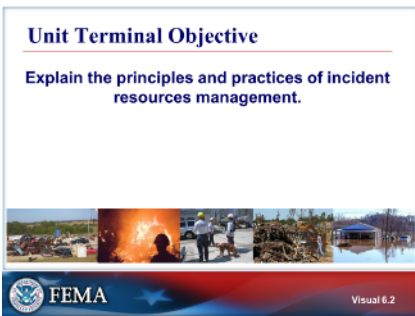 Unit Terminal Objective
Explain the principles and practices of incident
resources management.
FEMA
Visual 6.2